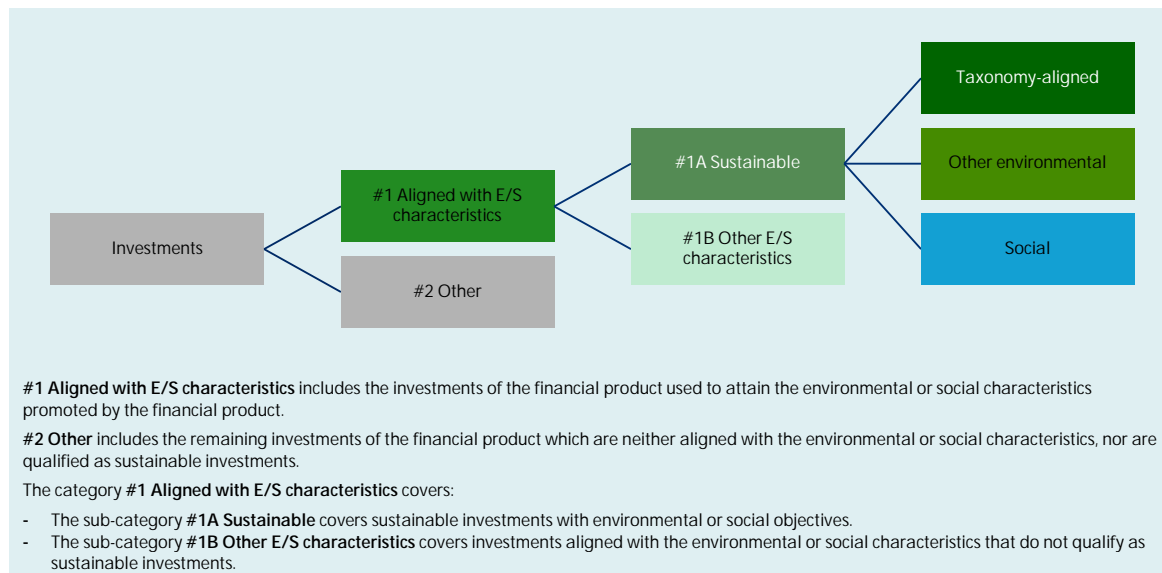 Taxonomy-aligned
#1A Sustainable
Other environmental
#1 Aligned with E/S
characteristics
Investments
#1B Other E/S
characteristics
Social
#2 Other
#1 Aligned with E/S characteristics includes the investments of the financial product used to attain the environmental or social characteristics
promoted by the financial product.
#2 Other includes the remaining investments of the financial product which are neither aligned with the environmental or social characteristics, nor are
qualified as sustainable investments.
The category #1 Aligned with E/S characteristics covers:
- The sub-category #1A Sustainable covers sustainable investments with environmental or social objectives.
- The sub-category #1B Other E/S characteristics covers investments aligned with the environmental or social characteristics that do not qualify as
sustainable investments.